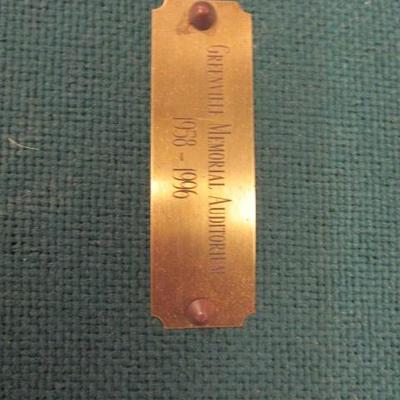 GREENVILLE MEMORIAL AUDITORIUM
1958 - 1996